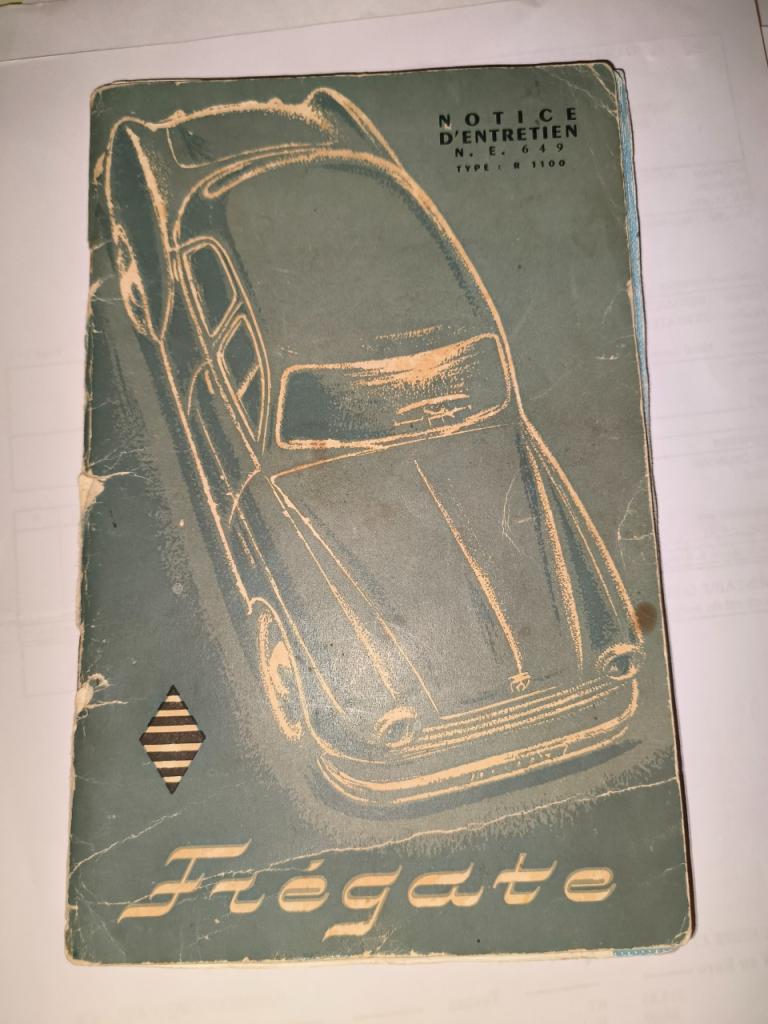 NOTICE
D'ENTRETIEN
N. E. 649
TYPE : R 1100
Frégate